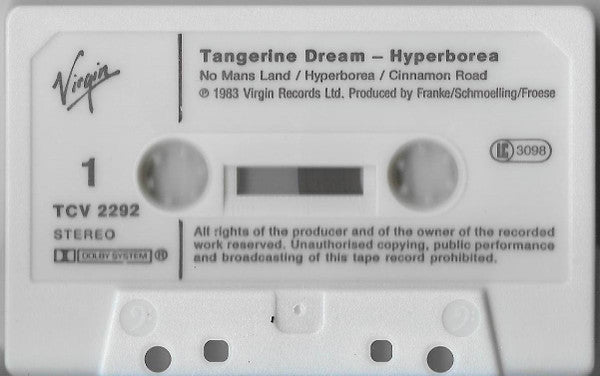 Virgin
Tangerine Dream – Hyperborea
No Mans Land / Hyperborea / Cinnamon Road
℗ 1983 Virgin Records Ltd. Produced by Franke/Schmoelling/Froese
LC 3098
1
TCV 2292
STEREO
DOLBY SYSTEM ®
All rights of the producer and of the owner of the recorded
work reserved. Unauthorised copying, public performance
and broadcasting of this tape record prohibited.